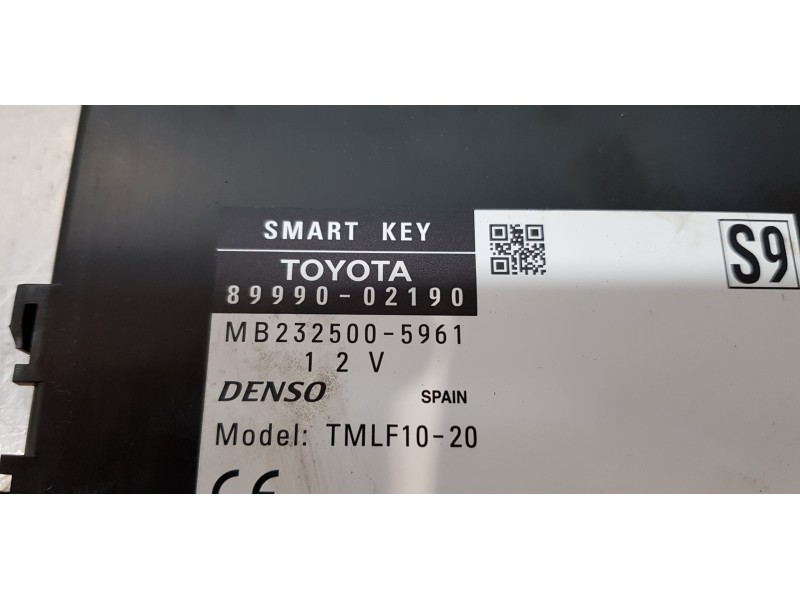 SMART KEY
TOYOTA
89990-02190
MB232500-5961
12V
DENSO SPAIN
Model: TMLF10-20
CE
S9